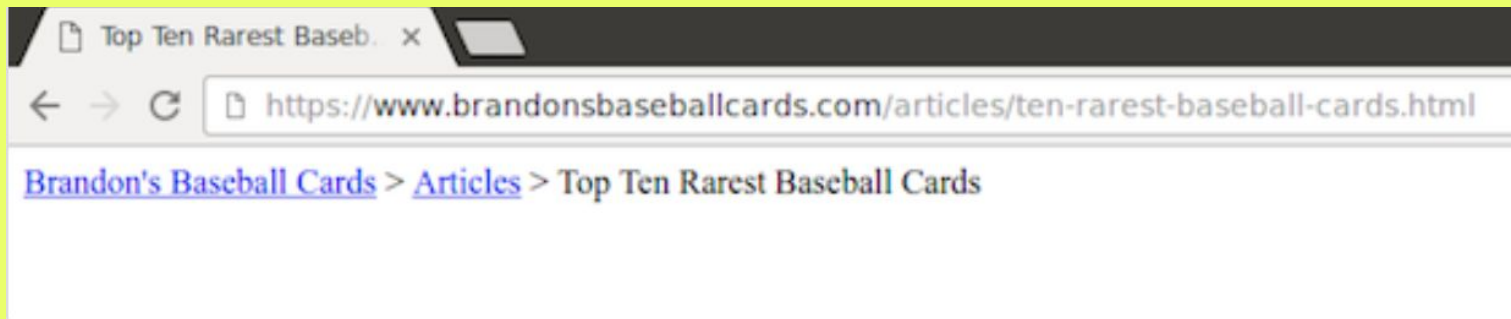 Top Ten Rarest Baseb..
https://www.brandonsbaseballcards.com/articles/ten-rarest-baseball-cards.html
Brandon's Baseball Cards > Articles > Top Ten Rarest Baseball Cards